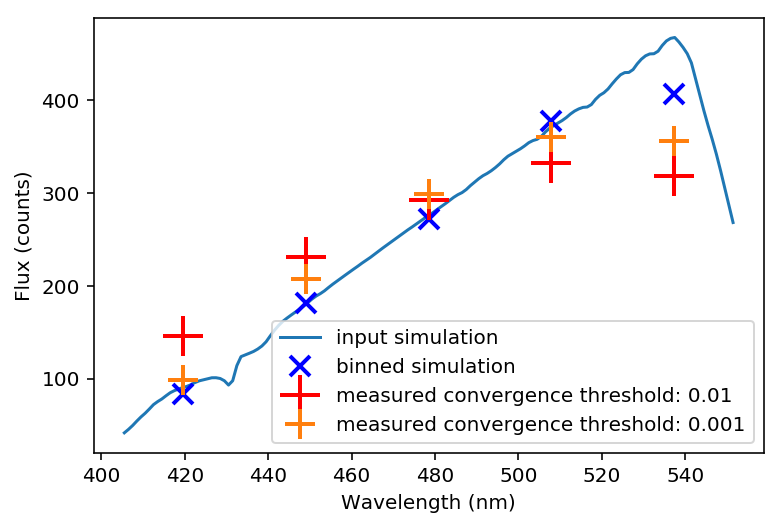 400
300
200
100
Flux (counts)
input simulation
binned simulation
measured convergence threshold: 0.01
measured convergence threshold: 0.001
400 420 440 460 480 500 520 540
Wavelength (nm)